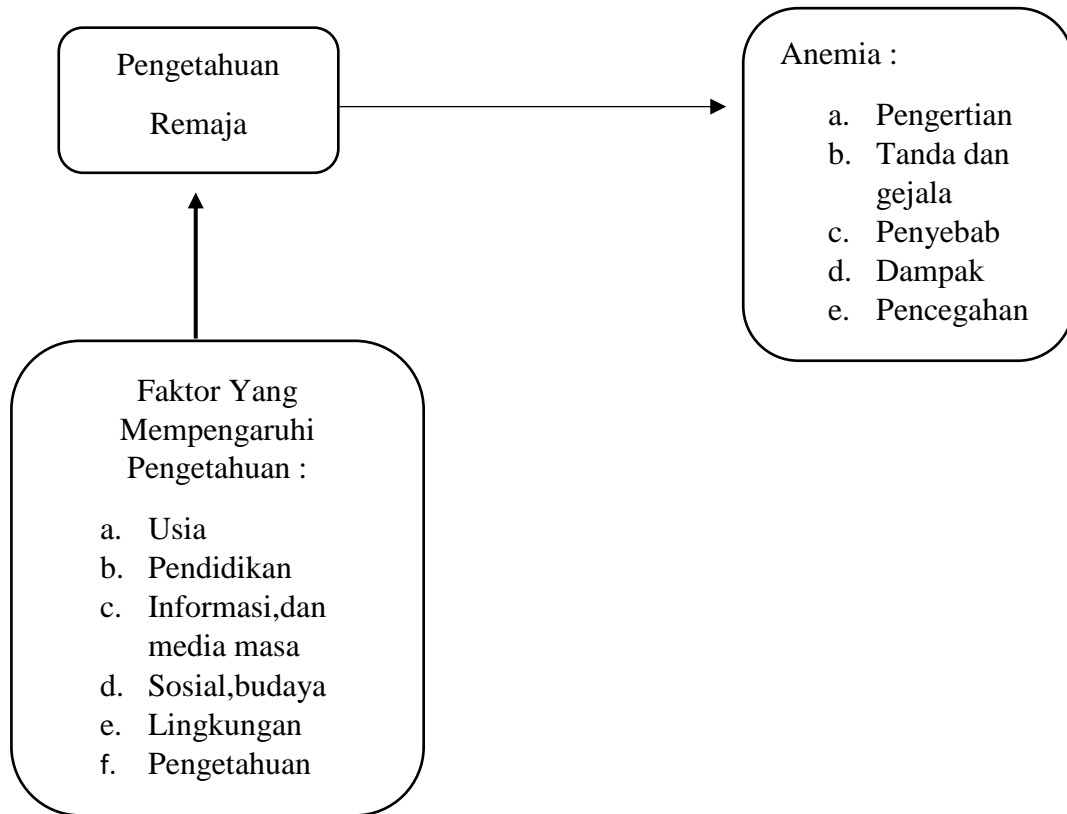 Pengetahuan
Remaja
Anemia :
a. Pengertian
b. Tanda dan
gejala
c. Penyebab
d. Dampak
e. Pencegahan
Faktor Yang
Mempengaruhi
Pengetahuan :
a. Usia
b. Pendidikan
c. Informasi,dan
media masa
d. Sosial,budaya
e. Lingkungan
f. Pengetahuan